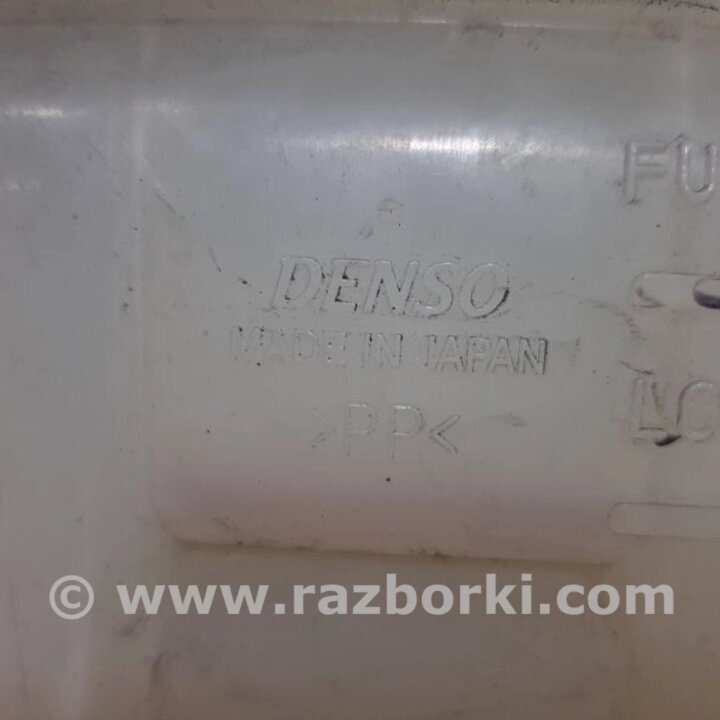 FU
DENSO
MADE IN JAPAN
LO
>PP<
© www.razborki.com